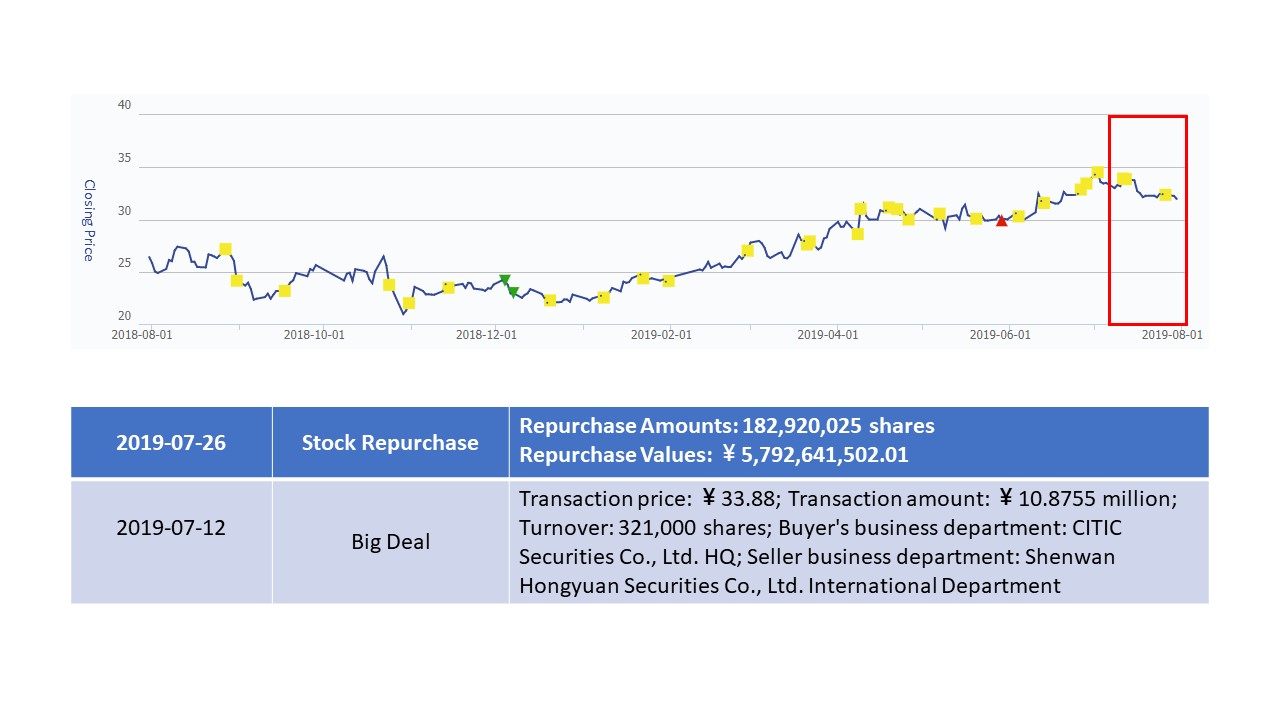 40
35
30
25
20
Closing Price
2018-08-01 2018-10-01 2018-12-01 2019-02-01 2019-04-01 2019-06-01 2019-08-01
2019-07-26
Stock Repurchase
Repurchase Amounts: 182,920,025 shares
Repurchase Values: ¥ 5,792,641,502.01
2019-07-12
Big Deal
Transaction price: ¥ 33.88; Transaction amount: ¥ 10.8755 million;
Turnover: 321,000 shares; Buyer's business department: CITIC
Securities Co., Ltd. HQ; Seller business department: Shenwan
Hongyuan Securities Co., Ltd. International Department